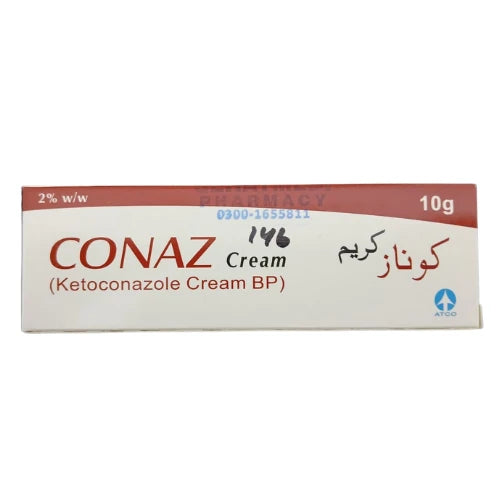 2% w/w
PHARMACY
0300-1655811
10g
146
CONAZ Cream
(Ketoconazole Cream BP)
کوناز کریم
ATCO